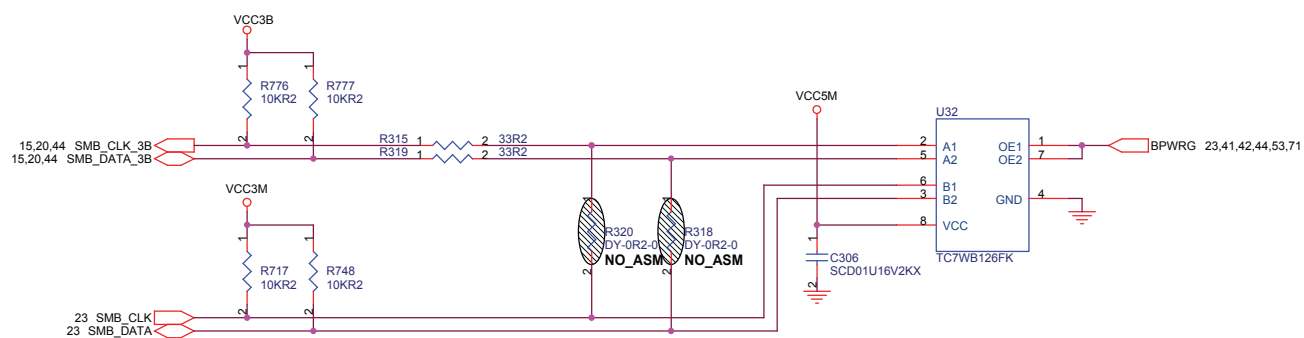 VCC3B
1 1
R776 R777
10KR2 10KR2
2 2
VCC5M
U32
15,20,44 SMB_CLK_3B R315 1 2 33R2 2 A1 OE1 1 BPWRG 23,41,42,44,53,71
15,20,44 SMB_DATA_3B R319 1 2 33R2 5 A2 OE2 7
6 B1
3 B2 GND 4
VCC3M
8 VCC
1 1
R717 R748
10KR2 10KR2
2 2
1 1
R320 R318
DY-0R2-0 DY-0R2-0
NO_ASM NO_ASM
2 2
1
C306
SCD01U16V2KX
2
TC7WB126FK
23 SMB_CLK
23 SMB_DATA